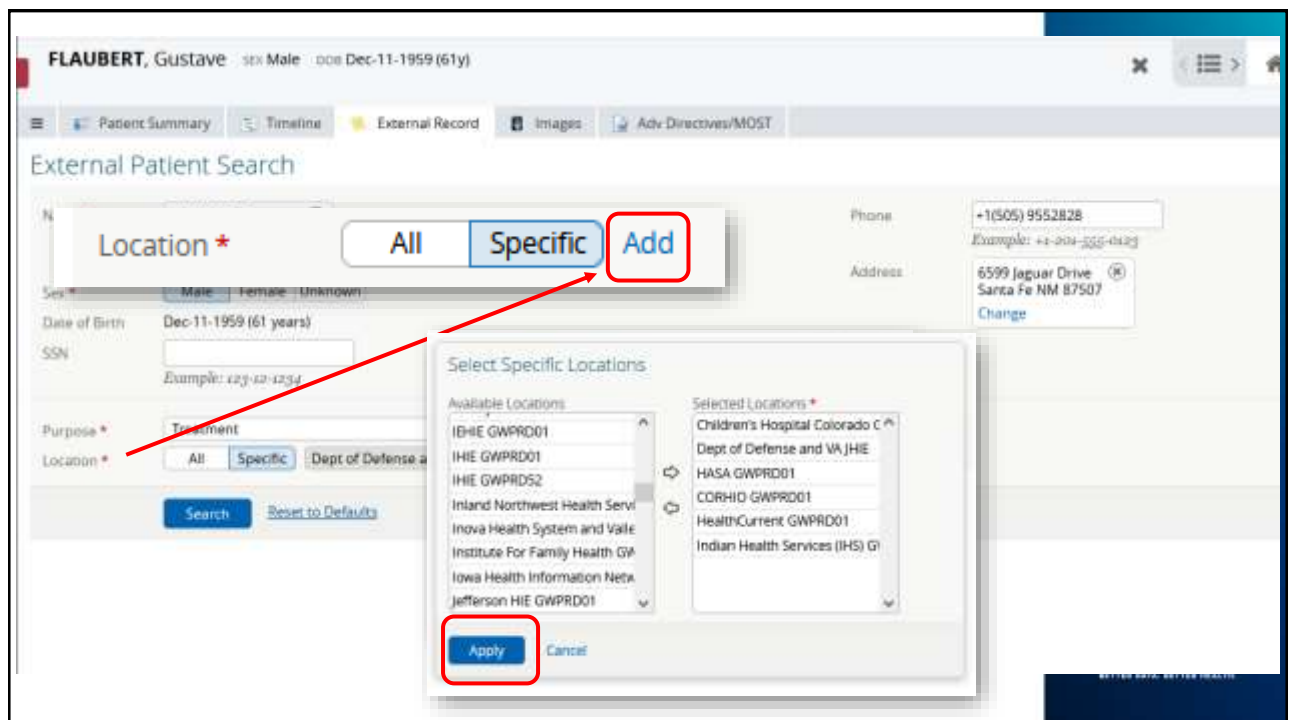 FLAUBERT, Gustave SEX Male DOB Dec-11-1959 (61y)
Patient Summary Timeline External Record Images Adv Directives/MOST
External Patient Search
Location * All Specific Add
Phone +1(505) 9552828
Example: +1-201-555-0123
Address 6599 Jaguar Drive
Santa Fe NM 87507
Change
Sex * Male Female Unknown
Date of Birth Dec-11-1959 (61 years)
SSN
Example: 123-12-1234
Purpose * Treatment
Location * All Specific Dept of Defense a
Search Reset to Defaults
Select Specific Locations
Available Locations Selected Locations *
IEHIE GWPRD01
IHIE GWPRD01
IHIE GWPRD52
Inland Northwest Health Servi
Inova Health System and Valle
Institute For Family Health GW
Iowa Health Information Netw
Jefferson HIE GWPRD01
Children's Hospital Colorado C
Dept of Defense and VA JHIE
HASA GWPRD01
CORHIO GWPRD01
HealthCurrent GWPRD01
Indian Health Services (IHS) G
Apply Cancel
BETTER DATA. BETTER HEALTH.